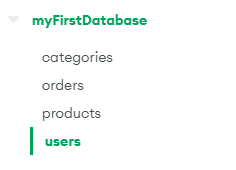 myFirstDatabase
categories
orders
products
users